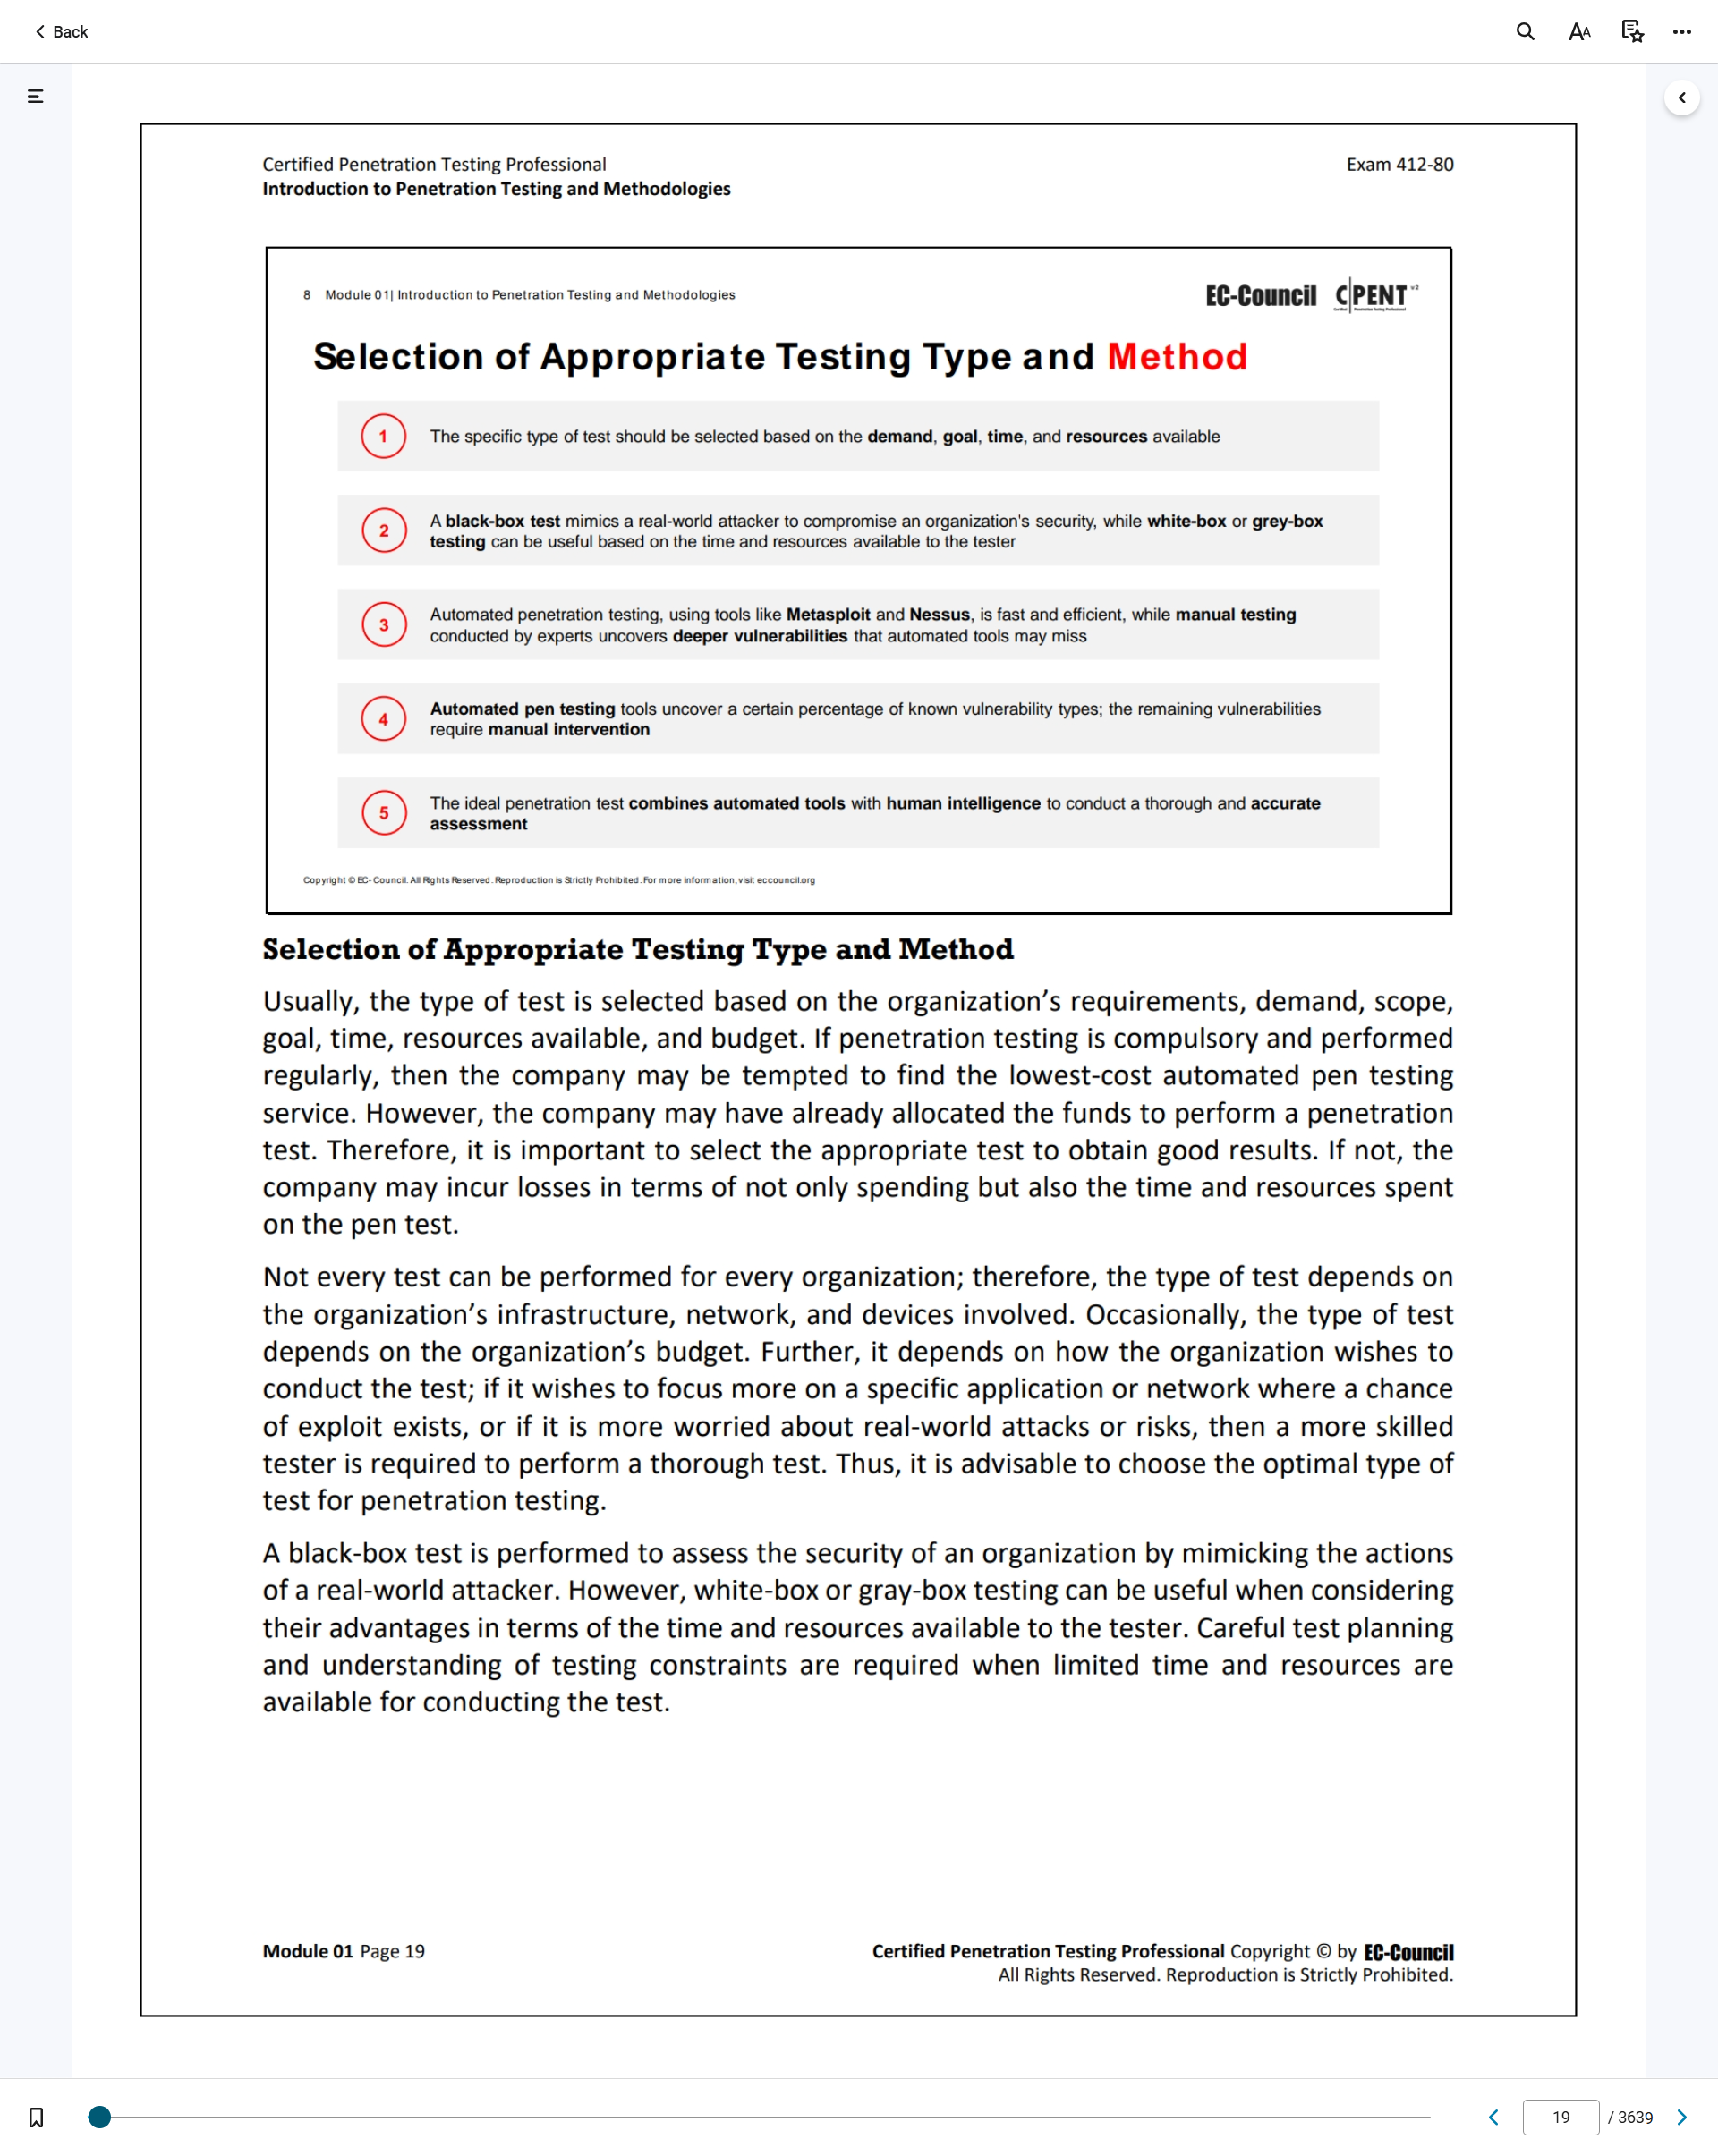 Back
Certified Penetration Testing Professional
Exam 412-80
Introduction to Penetration Testing and Methodologies
8 Module 01| Introduction to Penetration Testing and Methodologies
EC-Council C|PENT
Selection of Appropriate Testing Type and Method
1 The specific type of test should be selected based on the demand, goal, time, and resources available
2 A black-box test mimics a real-world attacker to compromise an organization's security, while white-box or grey-box
testing can be useful based on the time and resources available to the tester
3 Automated penetration testing, using tools like Metasploit and Nessus, is fast and efficient, while manual testing
conducted by experts uncovers deeper vulnerabilities that automated tools may miss
4 Automated pen testing tools uncover a certain percentage of known vulnerability types; the remaining vulnerabilities
require manual intervention
5 The ideal penetration test combines automated tools with human intelligence to conduct a thorough and accurate
assessment
Copyright © EC-Council. All Rights Reserved. Reproduction is Strictly Prohibited. For more information, visit eccouncil.org
Selection of Appropriate Testing Type and Method
Usually, the type of test is selected based on the organization’s requirements, demand, scope,
goal, time, resources available, and budget. If penetration testing is compulsory and performed
regularly, then the company may be tempted to find the lowest-cost automated pen testing
service. However, the company may have already allocated the funds to perform a penetration
test. Therefore, it is important to select the appropriate test to obtain good results. If not, the
company may incur losses in terms of not only spending but also the time and resources spent
on the pen test.
Not every test can be performed for every organization; therefore, the type of test depends on
the organization’s infrastructure, network, and devices involved. Occasionally, the type of test
depends on the organization’s budget. Further, it depends on how the organization wishes to
conduct the test; if it wishes to focus more on a specific application or network where a chance
of exploit exists, or if it is more worried about real-world attacks or risks, then a more skilled
tester is required to perform a thorough test. Thus, it is advisable to choose the optimal type of
test for penetration testing.
A black-box test is performed to assess the security of an organization by mimicking the actions
of a real-world attacker. However, white-box or gray-box testing can be useful when considering
their advantages in terms of the time and resources available to the tester. Careful test planning
and understanding of testing constraints are required when limited time and resources are
available for conducting the test.
Module 01 Page 19
Certified Penetration Testing Professional Copyright © by EC-Council
All Rights Reserved. Reproduction is Strictly Prohibited.
19 / 3639